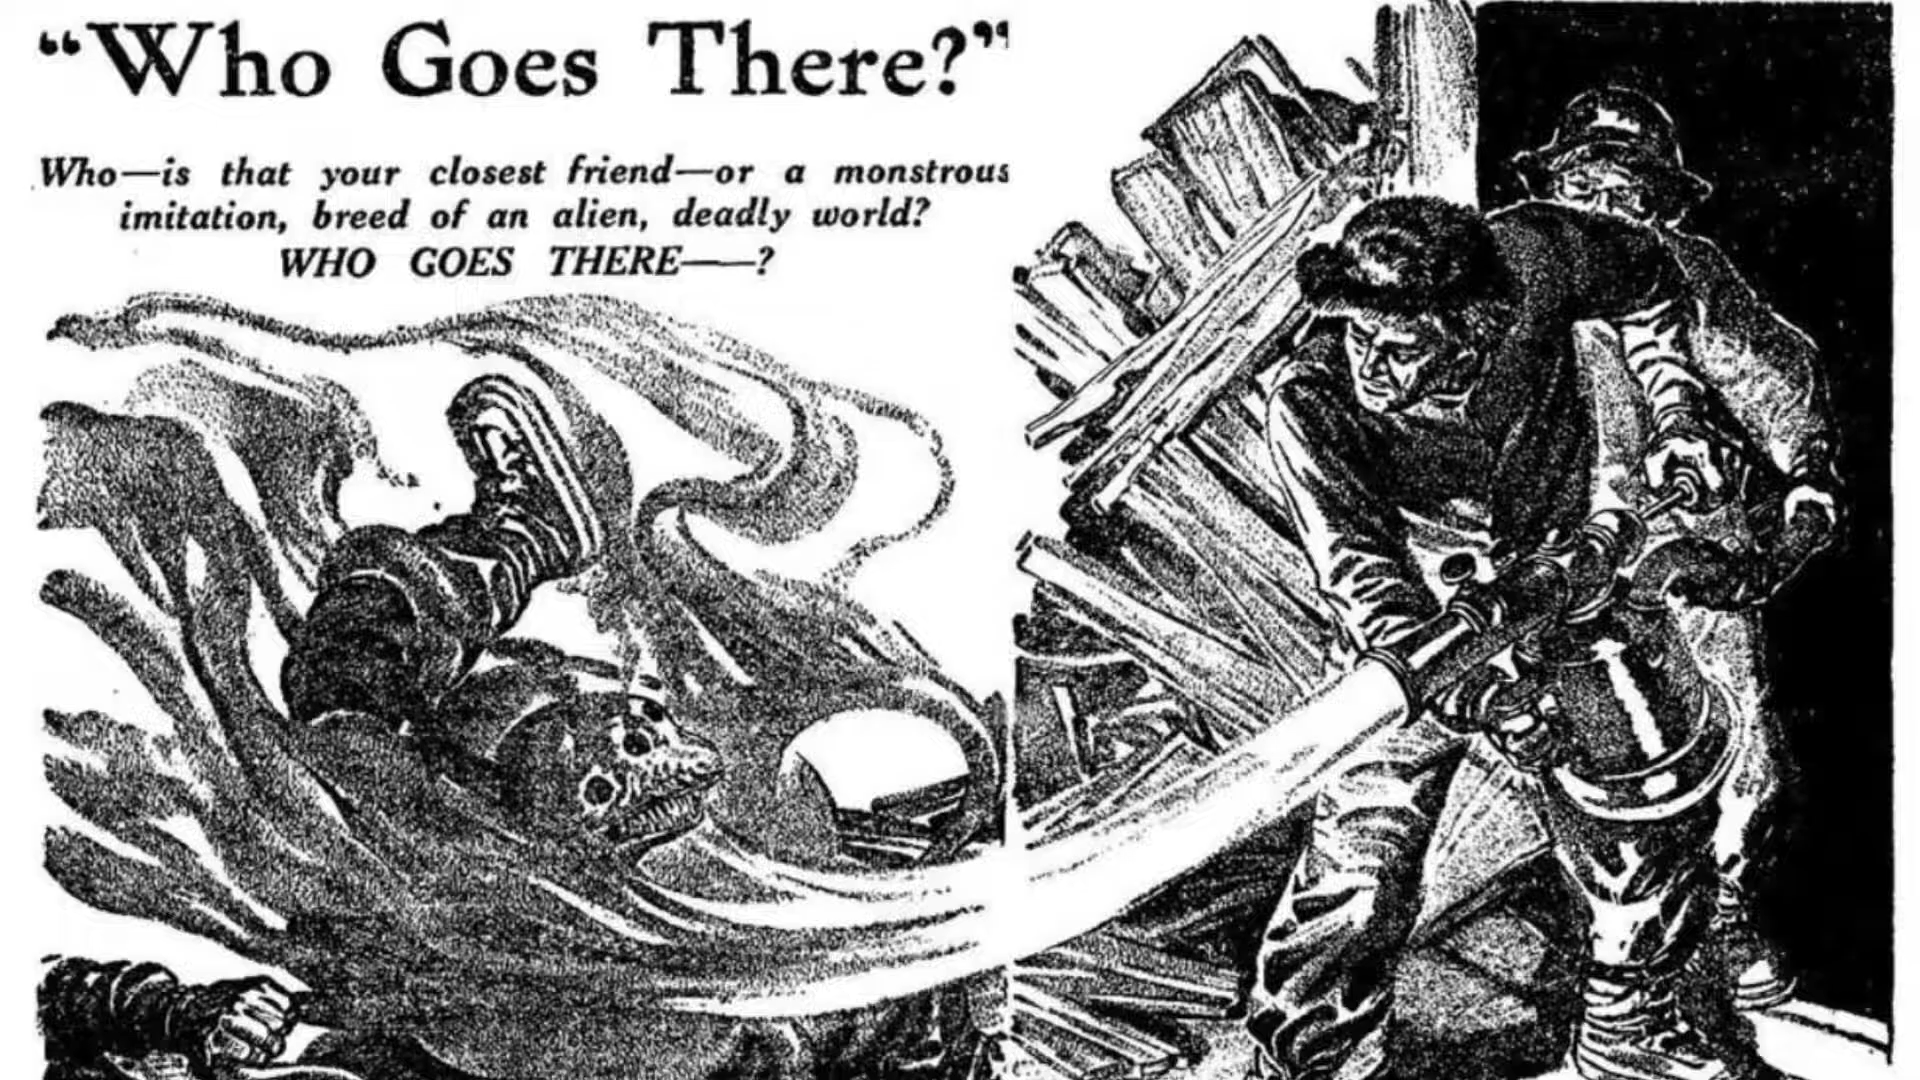 “Who Goes There?”
Who—is that your closest friend—or a monstrous
imitation, breed of an alien, deadly world?
WHO GOES THERE——?